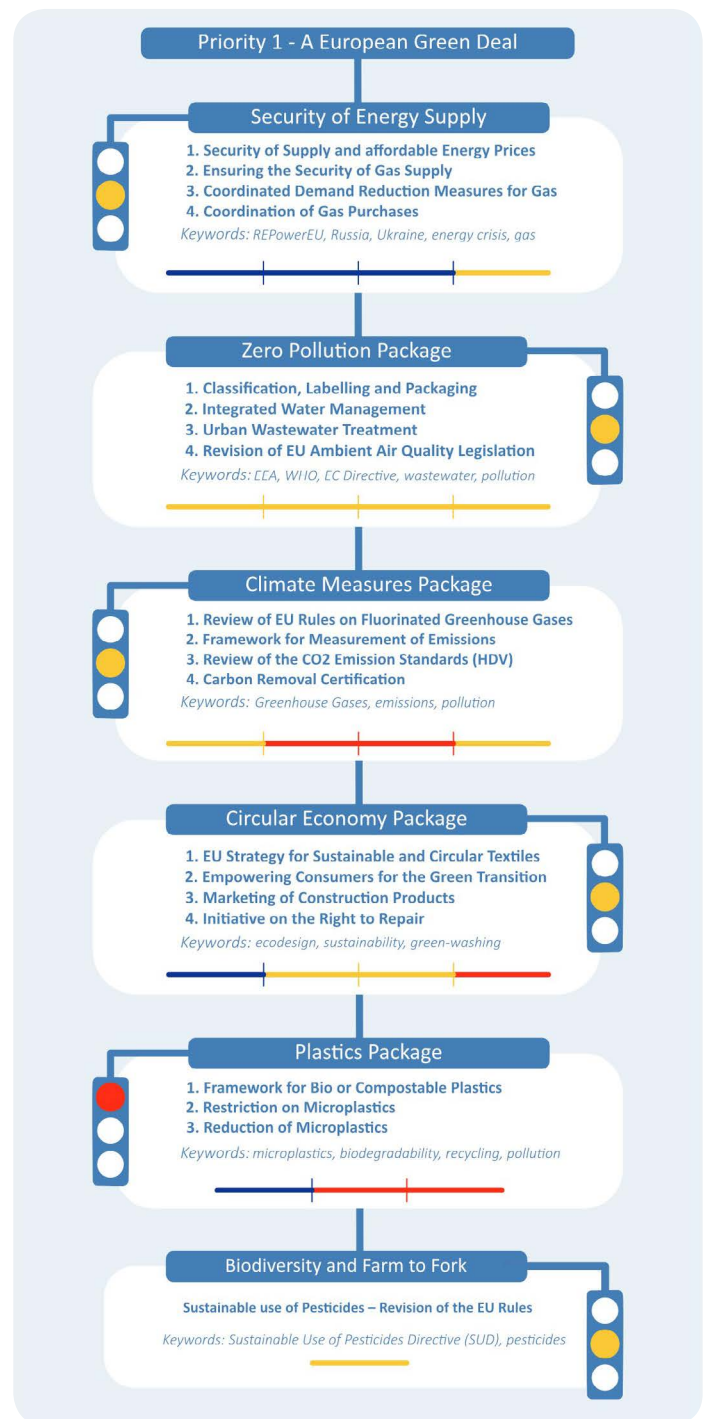 Priority 1 - A European Green Deal
Security of Energy Supply
1. Security of Supply and affordable Energy Prices
2. Ensuring the Security of Gas Supply
3. Coordinated Demand Reduction Measures for Gas
4. Coordination of Gas Purchases
Keywords: REPowerEU, Russia, Ukraine, energy crisis, gas
Zero Pollution Package
1. Classification, Labelling and Packaging
2. Integrated Water Management
3. Urban Wastewater Treatment
4. Revision of EU Ambient Air Quality Legislation
Keywords: EEA, WHO, EC Directive, wastewater, pollution
Climate Measures Package
1. Review of EU Rules on Fluorinated Greenhouse Gases
2. Framework for Measurement of Emissions
3. Review of the CO2 Emission Standards (HDV)
4. Carbon Removal Certification
Keywords: Greenhouse Gases, emissions, pollution
Circular Economy Package
1. EU Strategy for Sustainable and Circular Textiles
2. Empowering Consumers for the Green Transition
3. Marketing of Construction Products
4. Initiative on the Right to Repair
Keywords: ecodesign, sustainability, green-washing
Plastics Package
1. Framework for Bio or Compostable Plastics
2. Restriction on Microplastics
3. Reduction of Microplastics
Keywords: microplastics, biodegradability, recycling, pollution
Biodiversity and Farm to Fork
Sustainable use of Pesticides – Revision of the EU Rules
Keywords: Sustainable Use of Pesticides Directive (SUD), pesticides